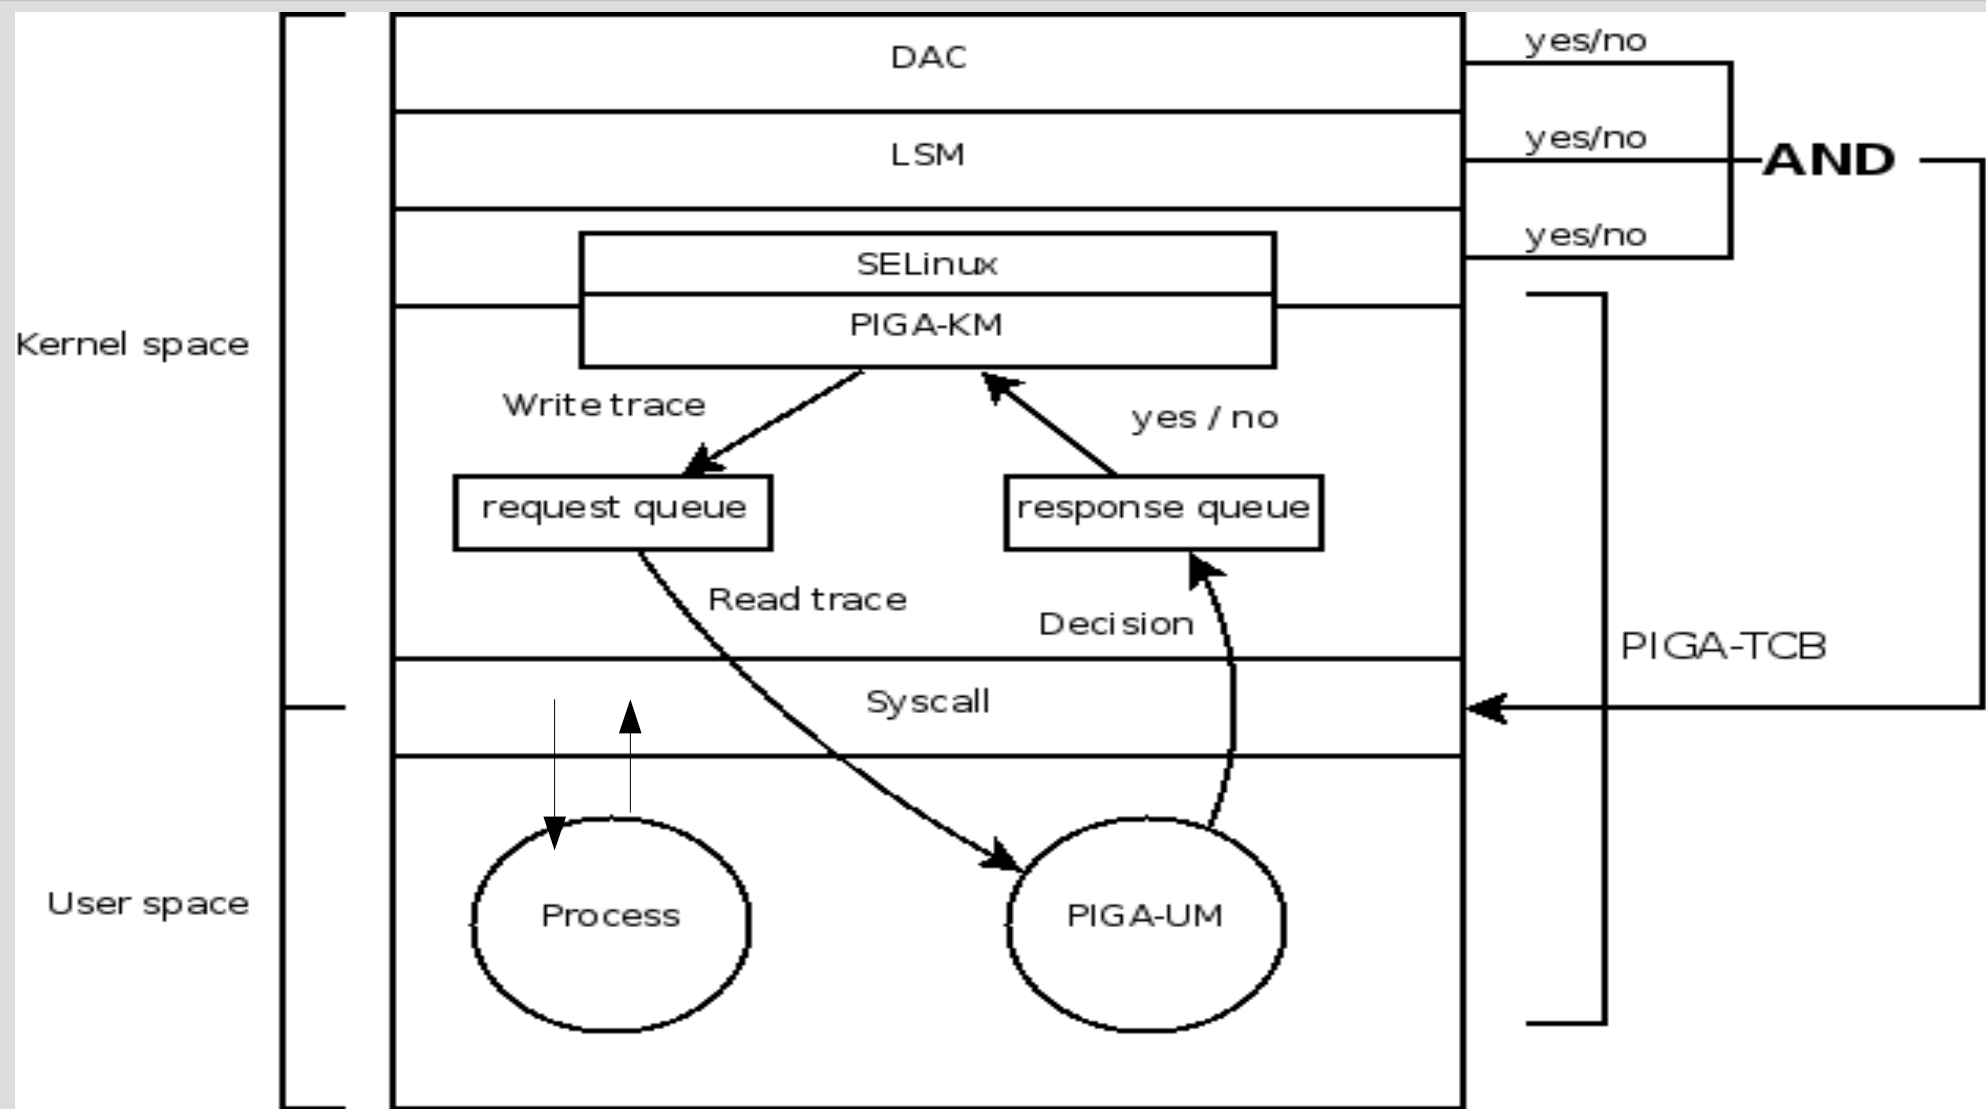 DAC
yes/no
LSM
yes/no
AND
yes/no
SELinux
PIGA-KM
Kernel space
Write trace
yes / no
request queue
response queue
Read trace
Decision
PIGA-TCB
Syscall
User space
Process
PIGA-UM